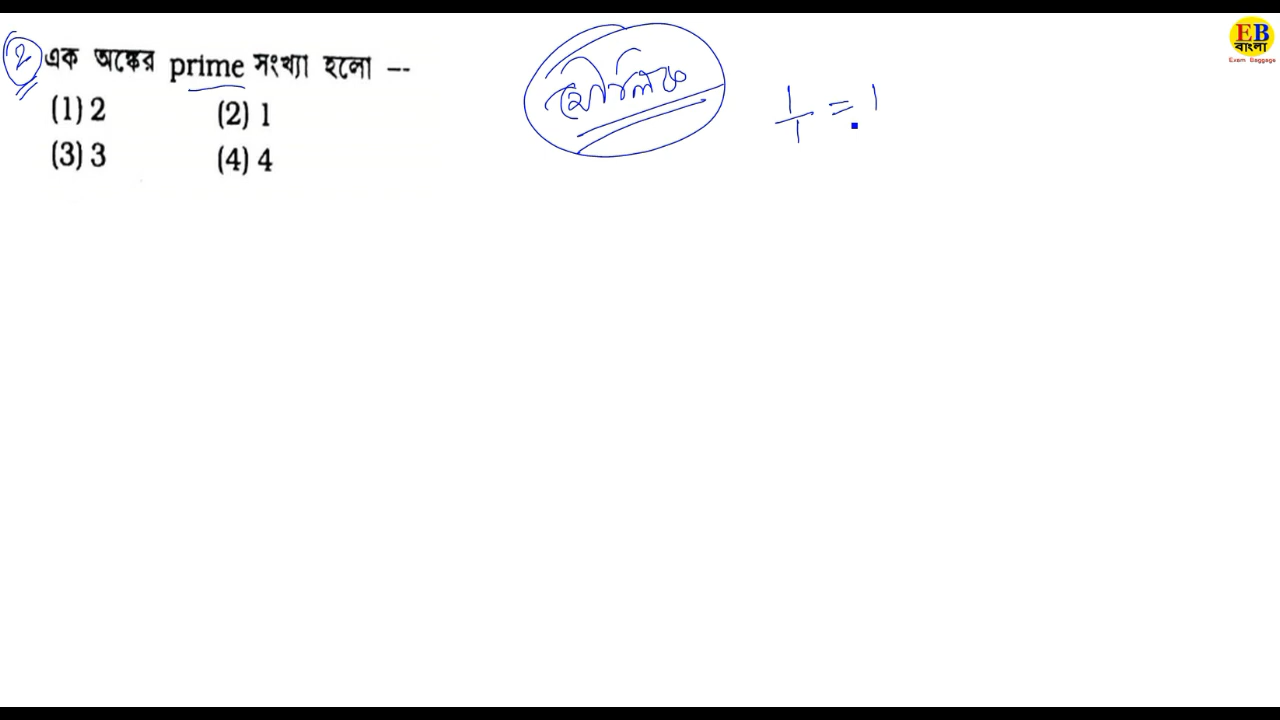 2 এক অঙ্কের prime সংখ্যা হলো --
(1) 2 (2) 1
(3) 3 (4) 4
মৌলিক
1/1 = 1
EB
বাংলা
Exam Baggage